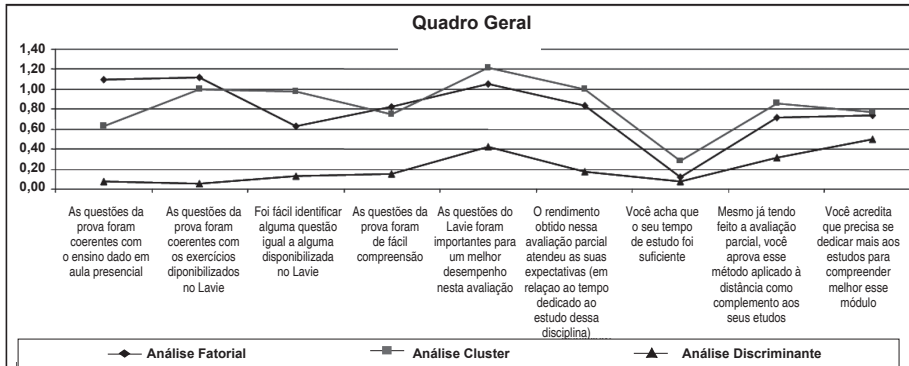 Quadro Geral
1,40
1,20
1,00
0,80
0,60
0,40
0,20
0,00
As questões da
prova foram
coerentes com
o ensino dado em
aula presencial
As questões da
prova foram
coerentes com
os exercícios
diponibilizados
no Lavie
Foi fácil identificar
alguma questão
igual a alguma
disponibilizada
no Lavie
As questões da
prova foram
de fácil
compreensão
As questões do
Lavie foram
importantes para
um melhor
desempenho
nesta avaliação
O rendimento
obtido nessa
avaliação parcial
atendeu as suas
expectativas (em
relaçao ao tempo
dedicado ao
estudo dessa
disciplina)
Você acha que
o seu tempo
de estudo foi
suficiente
Mesmo já tendo
feito a avaliação
parcial, você
aprova esse
método aplicado à
distância como
complemento aos
seus etudos
Você acredita
que precisa se
dedicar mais aos
estudos para
compreender
melhor esse
módulo
Análise Fatorial
Análise Cluster
Análise Discriminante